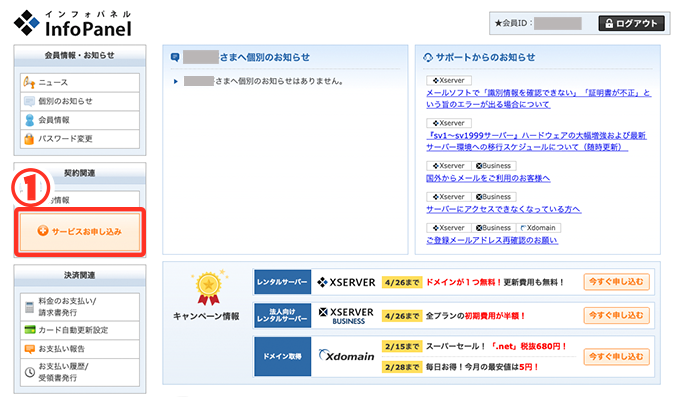 インフォパネル
InfoPanel
★会員ID：
ログアウト
会員情報・お知らせ
ニュース
個別のお知らせ
会員情報
パスワード変更
契約関連
①
情報
サービスお申し込み
決済関連
料金のお支払い/
請求書発行
カード自動更新設定
お支払い報告
お支払い履歴/
受領書発行
さまへ個別のお知らせ
さまへ個別のお知らせはありません。
サポートからのお知らせ
Xserver
メールソフトで「識別情報を確認できない」「証明書が不正」と
いう旨のエラーが出る場合について
Xserver
『sv1～sv1999サーバー』ハードウェアの大幅増強および最新
サーバー環境への移行スケジュールについて（随時更新）
Xserver Business
国外からメールをご利用のお客様へ
Xserver Business
サーバーにアクセスできなくなっている方へ
Xserver Business Xdomain
ご登録メールアドレス再確認のお願い
キャンペーン情報
レンタルサーバー XSERVER 4/26まで ドメインが１つ無料！更新費用も無料！ 今すぐ申し込む
法人向け
レンタルサーバー XSERVER BUSINESS 4/26まで 全プランの初期費用が半額！ 今すぐ申し込む
ドメイン取得 Xdomain
2/15まで スーパーセール！「.net」税抜680円！ 今すぐ申し込む
2/28まで 毎日お得！今月の最安値は5円！ 今すぐ申し込む